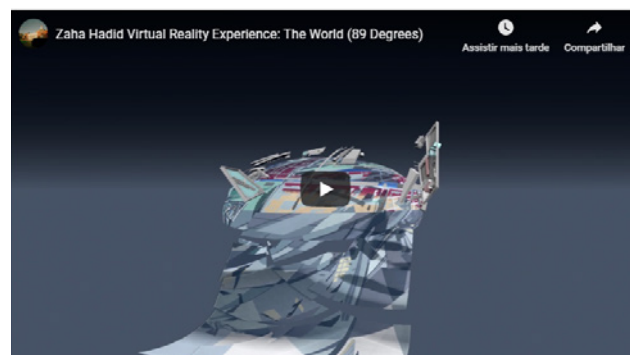 Zaha Hadid Virtual Reality Experience: The World (89 Degrees)
Assistir mais tarde
Compartilhar